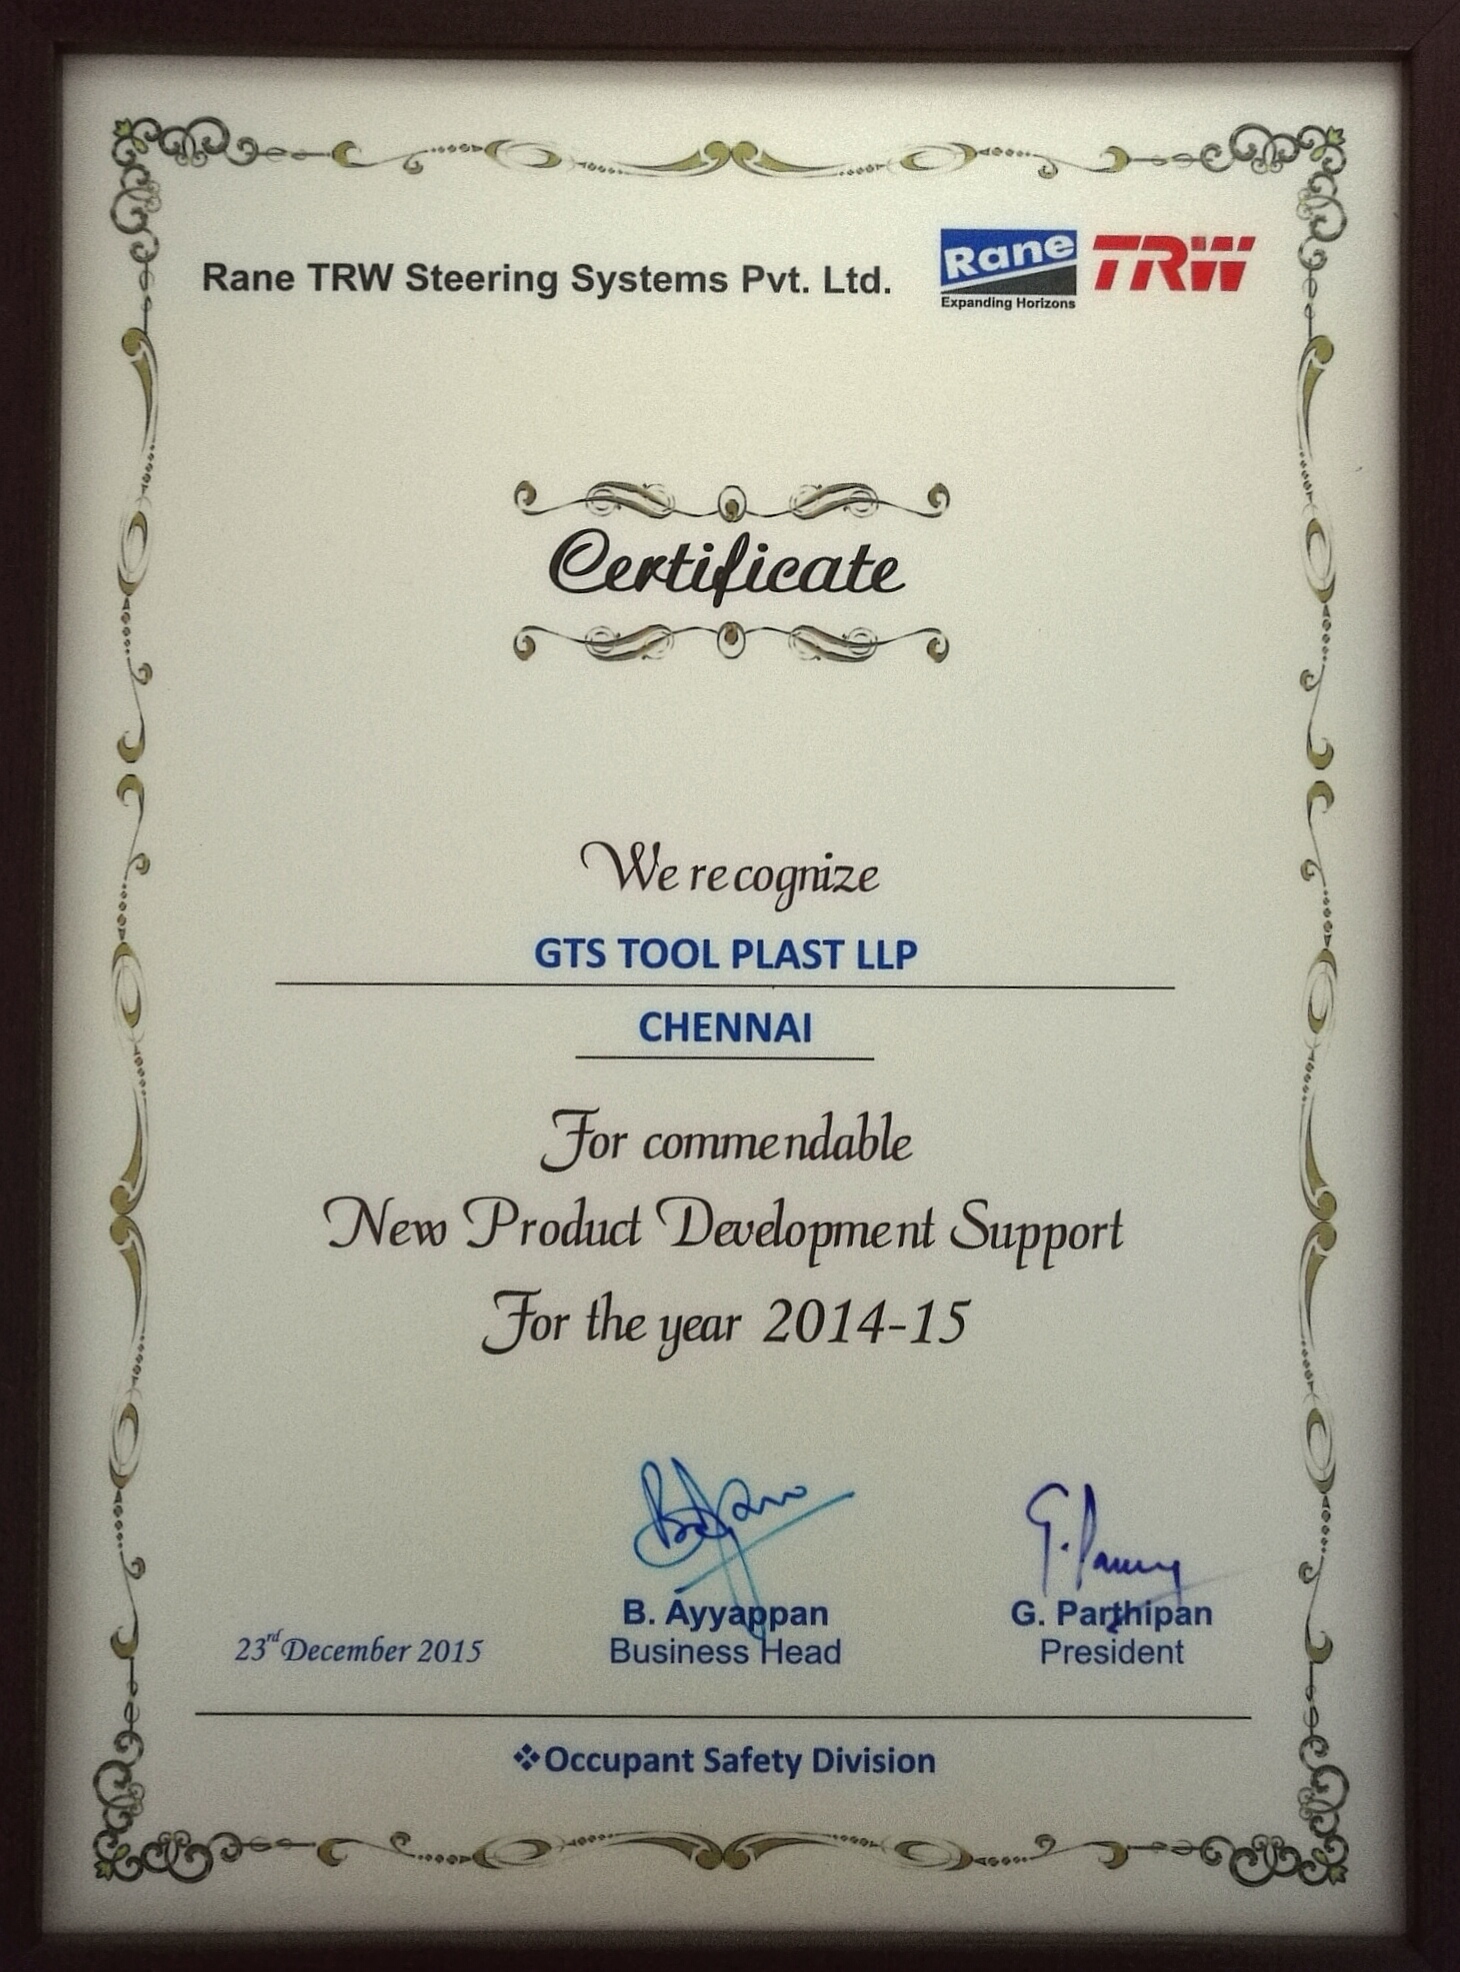 Rane TRW Steering Systems Pvt. Ltd.
Rane TRW
Expanding Horizons
Certificate
We recognize
GTS TOOL PLAST LLP
CHENNAI
For commendable
New Product Development Support
For the year 2014-15
B. Ayyappan
G. Parthipan
23rd December 2015
Business Head
President
❖Occupant Safety Division